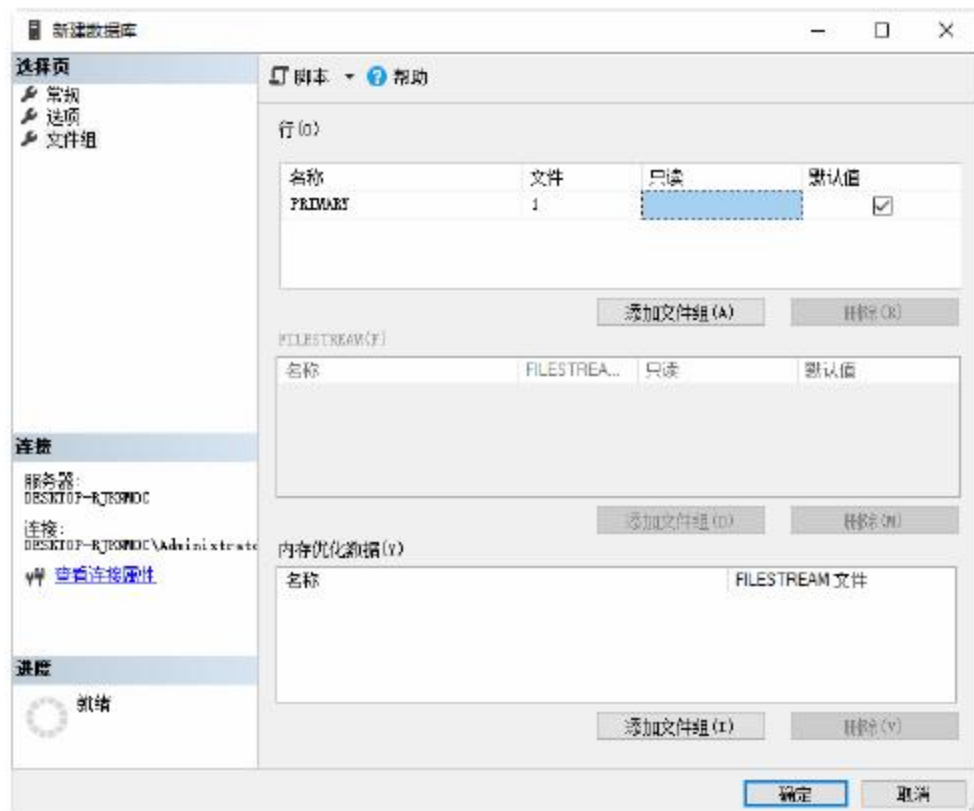 新建数据库
选择页
常规
选项
文件组
脚本 帮助
行(O)
名称 文件 只读 默认值
PRIMARY 1
添加文件组(A) 删除(R)
FILESTREAM(F)
名称 FILESTREA... 只读 默认值
添加文件组(D) 删除(M)
内存优化数据(Y)
名称 FILESTREAM 文件
添加文件组(I) 删除(V)
连接
服务器:
连接:
查看连接属性
进度
就绪
确定 取消